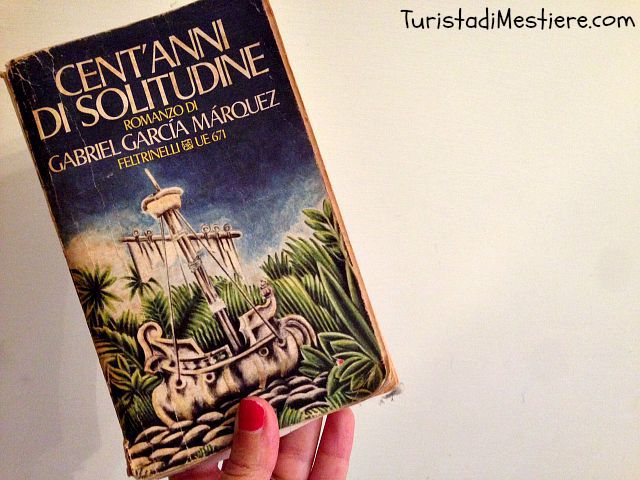 TuristadiMestiere.com
CENT'ANNI
DI SOLITUDINE
ROMANZO DI
GABRIEL GARCÍA MÁRQUEZ
FELTRINELLI UE 671